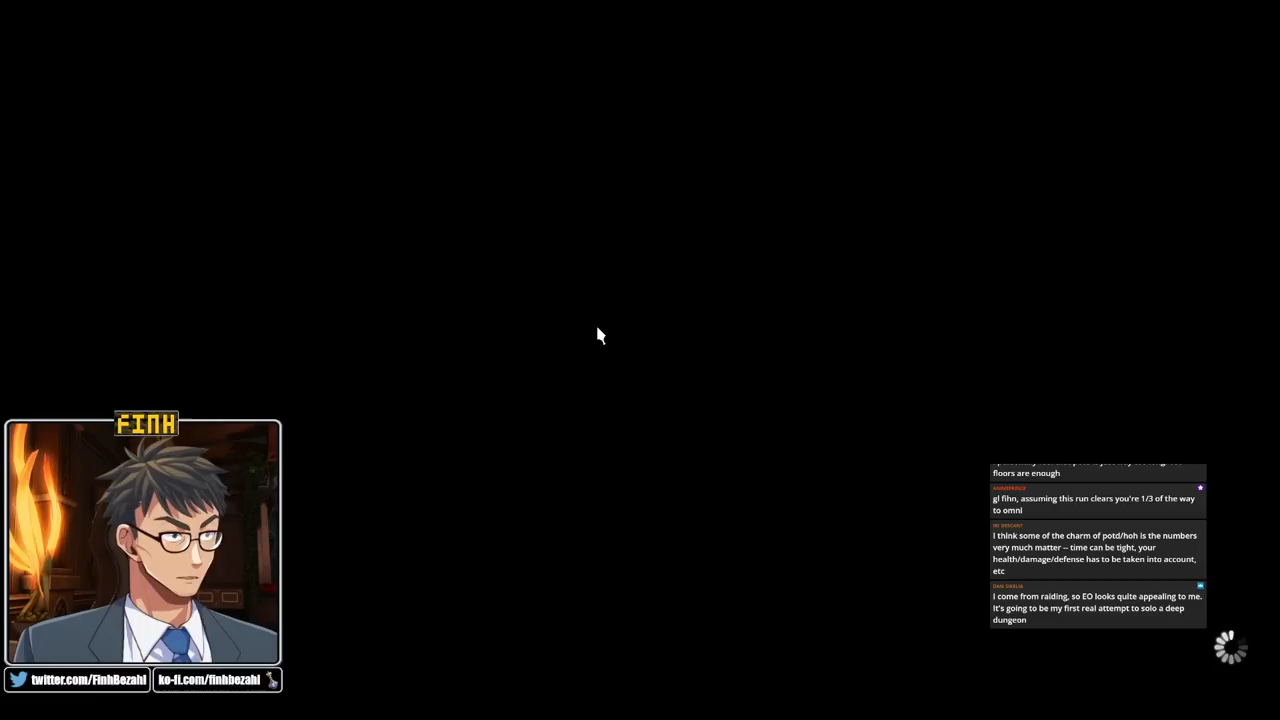 FINH
twitter.com/FinhBezahl
ko-fi.com/finhbezahl
floors are enough
gl fihn, assuming this run clears you're 1/3 of the way
to omni
IKI DESCANT
I think some of the charm of potd/hoh is the numbers
very much matter -- time can be tight, your
health/damage/defense has to be taken into account,
etc
I come from raiding, so EO looks quite appealing to me.
It's going to be my first real attempt to solo a deep
dungeon